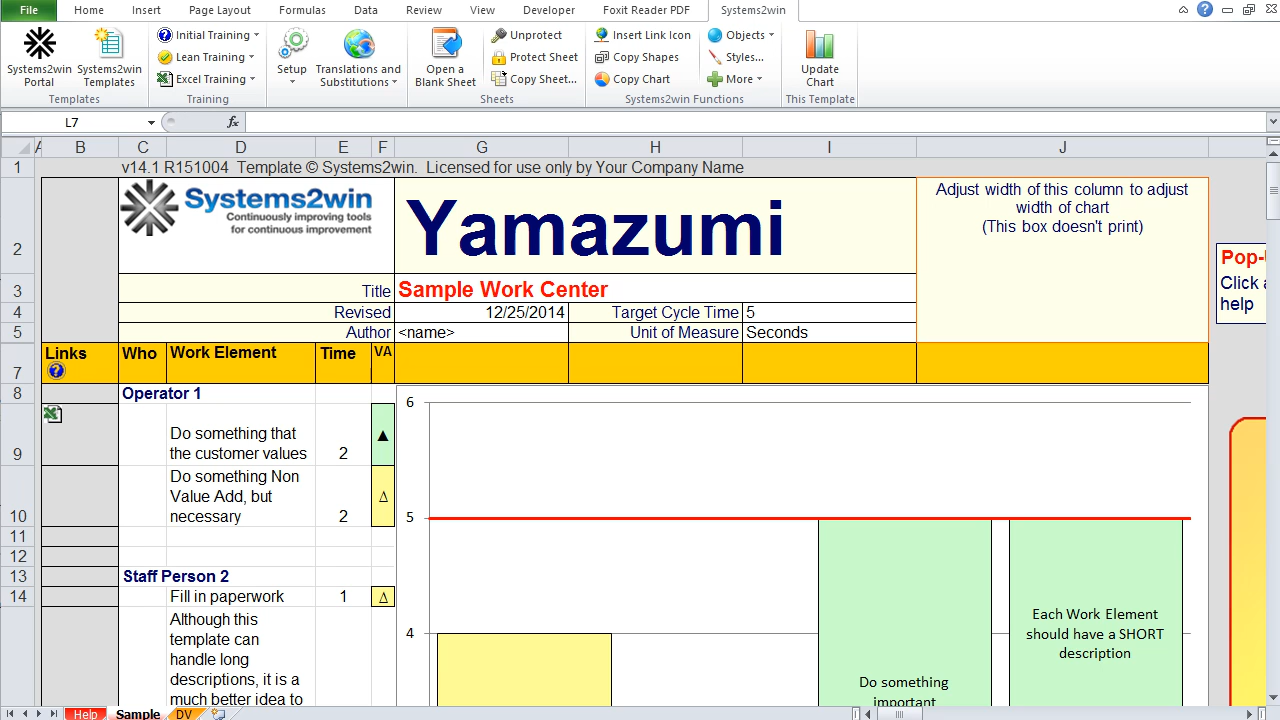 File Home Insert Page Layout Formulas Data Review View Developer Foxit Reader PDF Systems2win
Systems2win Portal
Systems2win Templates
Templates
Initial Training
Lean Training
Excel Training
Training
Setup
Translations and Substitutions
Open a Blank Sheet
Unprotect
Protect Sheet
Copy Sheet...
Sheets
Insert Link Icon
Copy Shapes
Copy Chart
Objects
Styles...
More
Systems2win Functions
Update Chart
This Template
L7 fx
A B C D E F G H I J
1 v14.1 R151004 Template © Systems2win. Licensed for use only by Your Company Name
2
Systems2win
Continuously improving tools
for continuous improvement
Yamazumi
Adjust width of this column to adjust
width of chart
(This box doesn't print)
Click
help
3 Title Sample Work Center
4 Revised 12/25/2014 Target Cycle Time 5
5 Author <name> Unit of Measure Seconds
7 Links Who Work Element Time VA
8 Operator 1
9 Do something that
the customer values 2 ▲
10 Do something Non
Value Add, but
necessary 2 Δ
11
12
13 Staff Person 2
14 Fill in paperwork 1 Δ
Although this
template can
handle long
descriptions, it is a
much better idea to
6
5
4
Do something
important
Each Work Element
should have a SHORT
description
Help Sample DV